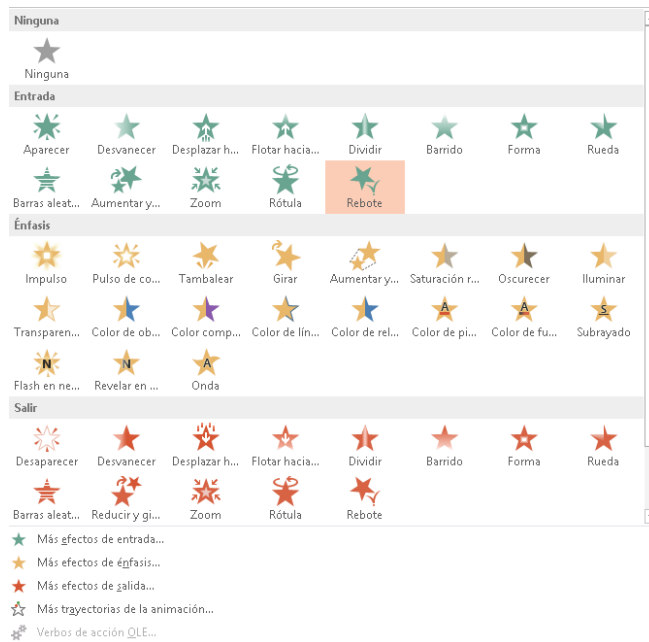 Ninguna
Ninguna
Entrada
Aparecer Desvanecer Desplazar h... Flotar hacia... Dividir Barrido Forma Rueda
Barras aleat... Aumentar y... Zoom Rótula Rebote
Énfasis
Impulso Pulso de co... Tambalear Girar Aumentar y... Saturación r... Oscurecer Iluminar
Transparen... Color de ob... Color comp... Color de lín... Color de rel... Color de pi... Color de fu... Subrayado
Flash en ne... Revelar en ... Onda
Salir
Desaparecer Desvanecer Desplazar h... Flotar hacia... Dividir Barrido Forma Rueda
Barras aleat... Reducir y gi... Zoom Rótula Rebote
Más efectos de entrada...
Más efectos de énfasis...
Más efectos de salida...
Más trayectorias de la animación...
Verbos de acción OLE...